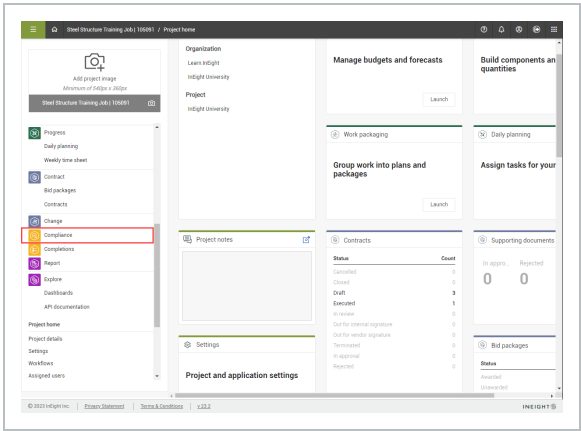 Steel Structure Training Job | 105091 / Project home
Add project image
Minimum of 540px x 360px
Steel Structure Training Job | 105091
Progress
Daily planning
Weekly time sheet
Contract
Bid packages
Contracts
Change
Compliance
Completions
Report
Explore
Dashboards
API documentation
Project home
Project details
Settings
Workflows
Assigned users
Organization
Learn InEight
InEight University
Project
InEight University
Manage budgets and forecasts
Launch
Build components an
quantities
Work packaging
Group work into plans and
packages
Launch
Daily planning
Assign tasks for your
Project notes
Contracts
Status Count
Cancelled 0
Closed 0
Draft 3
Executed 1
In review 0
Out for internal signature 0
Out for vendor signature 0
Terminated 0
In approval 0
Rejected 0
Supporting documents
In appro... Rejected
0 0
Settings
Project and application settings
Bid packages
Status
Awarded
Unawarded
© 2023 InEight Inc. | Privacy Statement | Terms & Conditions | v 23.2
INEIGHT